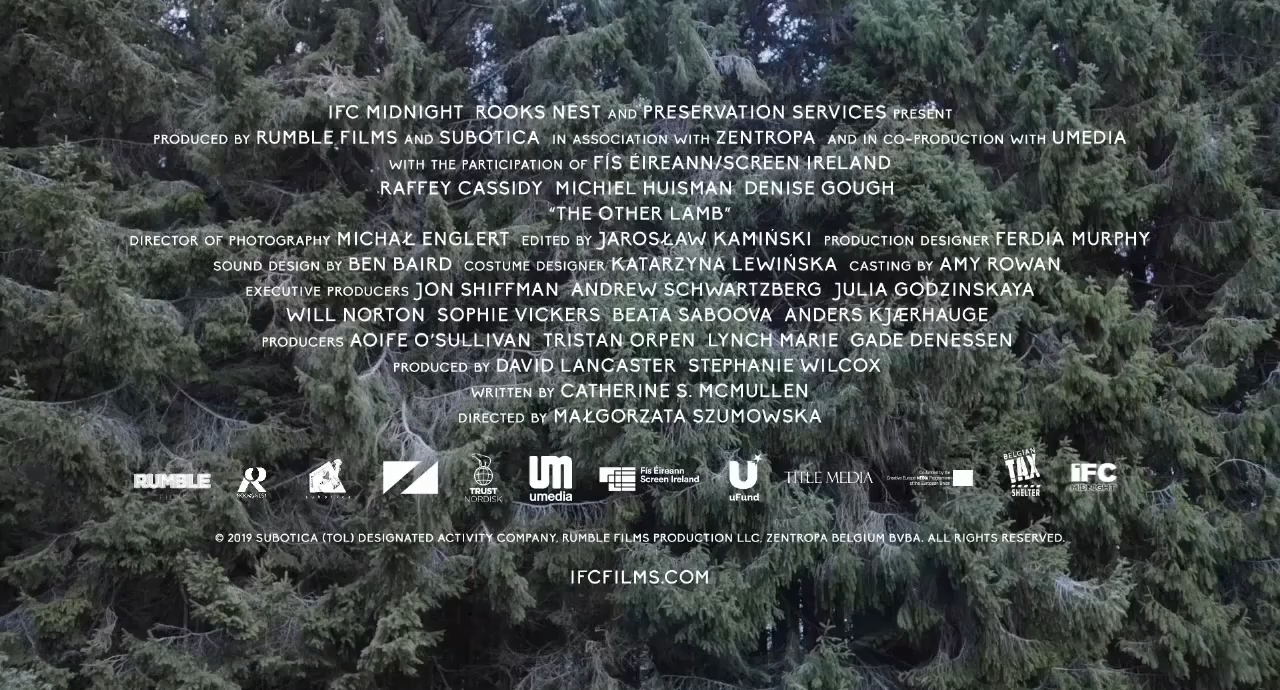 IFC MIDNIGHT ROOKS NEST AND PRESERVATION SERVICES PRESENT
PRODUCED BY RUMBLE FILMS AND SUBOTICA IN ASSOCIATION WITH ZENTROPA AND IN CO-PRODUCTION WITH UMEDIA
WITH THE PARTICIPATION OF FÍS ÉIREANN/SCREEN IRELAND
RAFFEY CASSIDY MICHIEL HUISMAN DENISE GOUGH
“THE OTHER LAMB”
DIRECTOR OF PHOTOGRAPHY MICHAŁ ENGLERT EDITED BY JAROSŁAW KAMIŃSKI PRODUCTION DESIGNER FERDIA MURPHY
SOUND DESIGN BY BEN BAIRD COSTUME DESIGNER KATARZYNA LEWIŃSKA CASTING BY AMY ROWAN
EXECUTIVE PRODUCERS JON SHIFFMAN ANDREW SCHWARTZBERG JULIA GODZINSKAYA
WILL NORTON SOPHIE VICKERS BEATA SABOOVA ANDERS KJÆRHAUGE
PRODUCERS AOIFE O’SULLIVAN TRISTAN ORPEN LYNCH MARIE GADE DENESSEN
PRODUCED BY DAVID LANCASTER STEPHANIE WILCOX
WRITTEN BY CATHERINE S. MCMULLEN
DIRECTED BY MAŁGORZATA SZUMOWSKA
RUMBLE
TRUST NORDISK
um umedia
Fís Éireann
Screen Ireland
U uFund
TITLE MEDIA
BELGIAN TAX SHELTER
IFC MIDNIGHT
© 2019 SUBOTICA (TOL) DESIGNATED ACTIVITY COMPANY, RUMBLE FILMS PRODUCTION LLC, ZENTROPA BELGIUM BVBA. ALL RIGHTS RESERVED.
IFCFILMS.COM